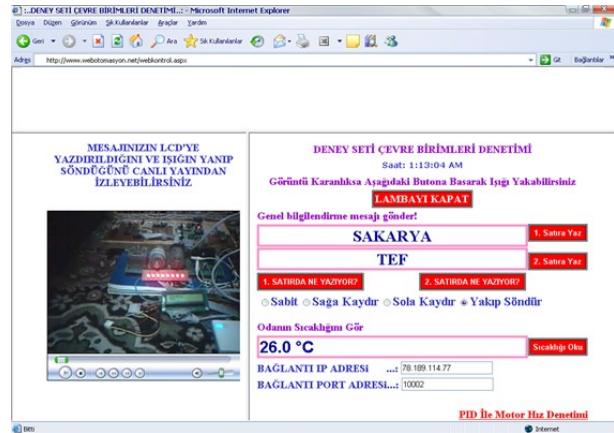 :..DENEY SETİ ÇEVRE BİRİMLERİ DENETİMİ..: - Microsoft Internet Explorer
Dosya Düzen Görünüm Sık Kullanılanlar Araçlar Yardım
Geri Ara Sık Kullanılanlar
Adres http://www.webotomasyon.net/webkontrol.aspx Git Bağlantılar »
MESAJINIZIN LCD'YE
YAZDIRILDIĞINI VE IŞIĞIN YANIP
SÖNDÜĞÜNÜ CANLI YAYINDAN
İZLEYEBİLİRSİNİZ
DENEY SETİ ÇEVRE BİRİMLERİ DENETİMİ
Saat: 1:13:04 AM
Görüntü Karanlıksa Aşağıdaki Butona Basarak Işığı Yakabilirsiniz
LAMBAYI KAPAT
Genel bilgilendirme mesajı gönder!
SAKARYA 1. Satıra Yaz
TEF 2. Satıra Yaz
1. SATIRDA NE YAZIYOR? 2. SATIRDA NE YAZIYOR?
Sabit Sağa Kaydır Sola Kaydır Yakıp Söndür
Odanın Sıcaklığını Gör
26.0 °C Sıcaklığı Oku
BAĞLANTI IP ADRESi ...: 78.189.114.77
BAĞLANTI PORT ADRESi...: 10002
PID İle Motor Hız Denetimi
Bitti Internet